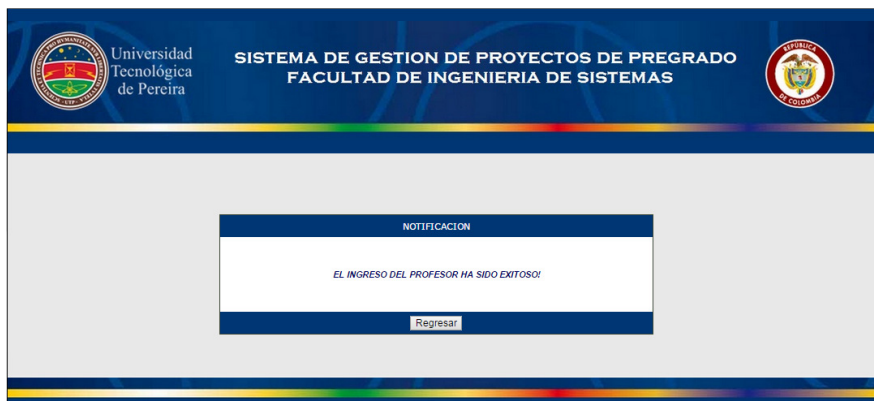 Universidad
Tecnológica
de Pereira
SISTEMA DE GESTION DE PROYECTOS DE PREGRADO
FACULTAD DE INGENIERIA DE SISTEMAS
REPÚBLICA
DE COLOMBIA
NOTIFICACION
EL INGRESO DEL PROFESOR HA SIDO EXITOSO!
Regresar